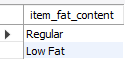 item_fat_content
Regular
Low Fat